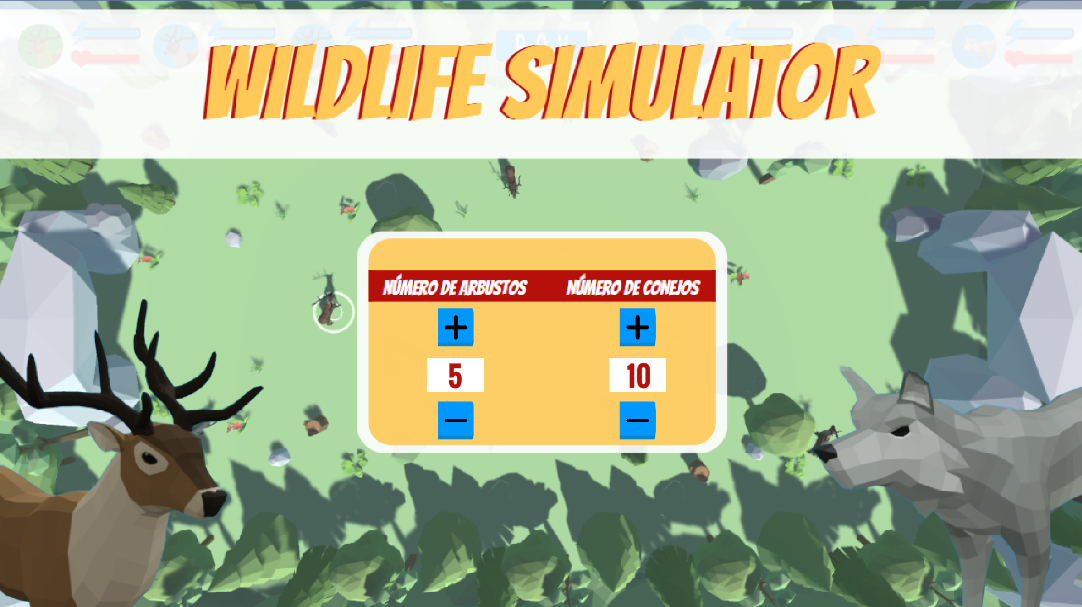 WILDLIFE SIMULATOR
NÚMERO DE ARBUSTOS NÚMERO DE CONEJOS
+ +
5 10
- -